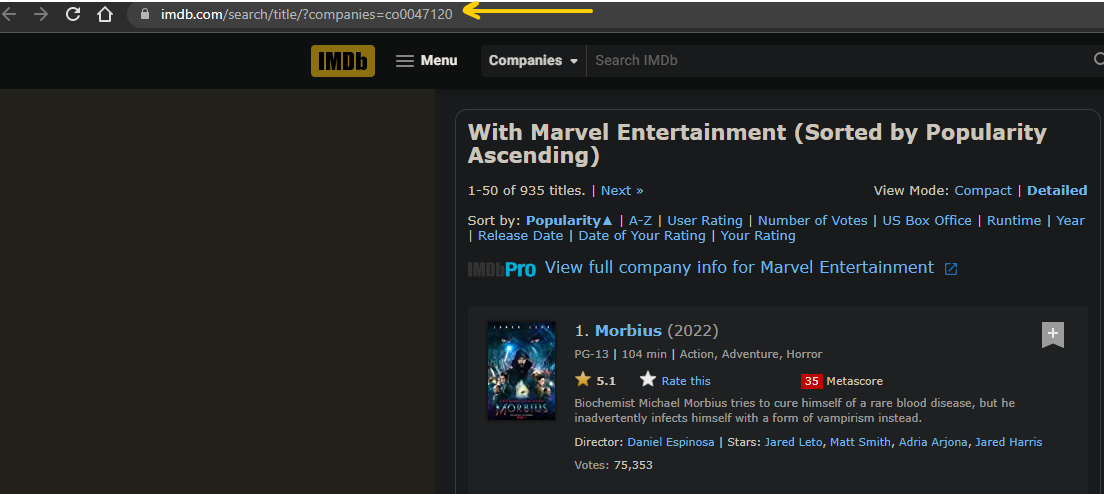 imdb.com/search/title/?companies=co0047120
IMDb Menu Companies Search IMDb
With Marvel Entertainment (Sorted by Popularity
Ascending)
1-50 of 935 titles. | Next »
View Mode: Compact | Detailed
Sort by: Popularity▲ | A-Z | User Rating | Number of Votes | US Box Office | Runtime | Year
| Release Date | Date of Your Rating | Your Rating
IMDbPro View full company info for Marvel Entertainment
JARED LETO
MORBIUS
1. Morbius (2022)
PG-13 | 104 min | Action, Adventure, Horror
5.1 Rate this 35 Metascore
Biochemist Michael Morbius tries to cure himself of a rare blood disease, but he
inadvertently infects himself with a form of vampirism instead.
Director: Daniel Espinosa | Stars: Jared Leto, Matt Smith, Adria Arjona, Jared Harris
Votes: 75,353